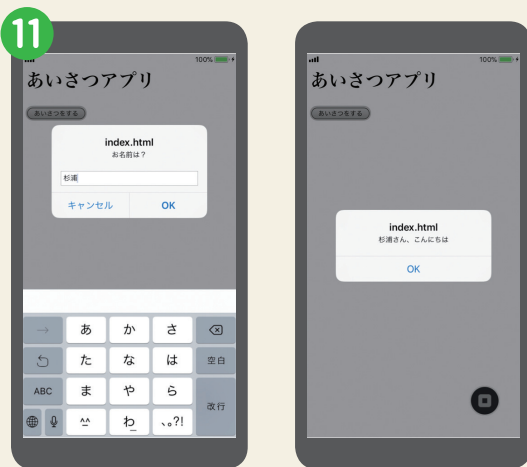 11
100%
あいさつアプリ
あいさつをする
index.html
お名前は？
杉浦
キャンセル
OK
→ あ か さ
た な は 空白
ABC ま や ら
改行
^^ わ_ 、。?!
100%
あいさつアプリ
あいさつをする
index.html
杉浦さん、こんにちは
OK